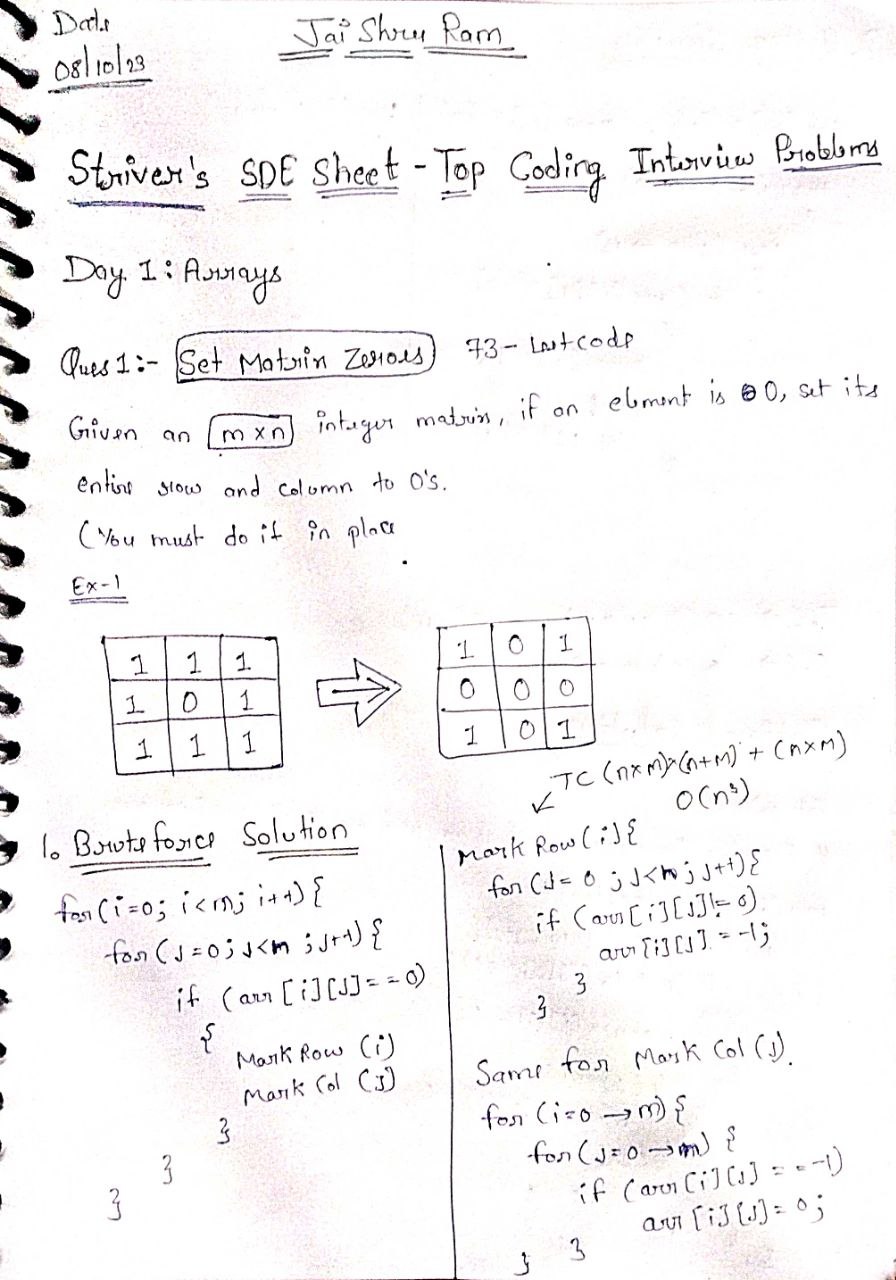 Date
08/10/23
Jai Shree Ram
Striver's SDE Sheet - Top Coding Interview Problems
Day 1 : Arrays
Ques 1 :- Set Matrix Zeroes 73 - Leetcode
Given an m x n integer matrix, if an element is 0, set its
entire row and column to 0's.
(You must do it in place
Ex-1
1 1 1
1 0 1
1 1 1
1 0 1
0 0 0
1 0 1
TC (nxm)x(n+m) + (nxm)
O(n³)
1. Bruteforce Solution
for(i=0; i<m; i++) {
for (J=0; J<m; J++) {
if (arr[i][J]==0)
{
Mark Row (i)
Mark Col (J)
}
}
}
Mark Row (i){
for (J=0; J<n; J++){
if (arr[i][J]!=0)
arr[i][J] = -1;
}
}
Same for Mark Col (J).
for (i=0 → m) {
for (J=0 → m) {
if (arr[i][J] == -1)
arr[i][J] = 0;
}
}